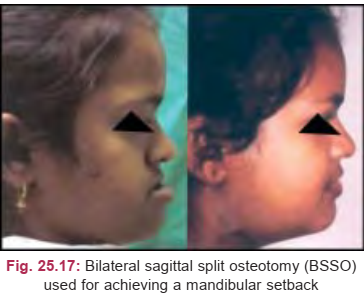 Fig. 25.17: Bilateral sagittal split osteotomy (BSSO)
used for achieving a mandibular setback